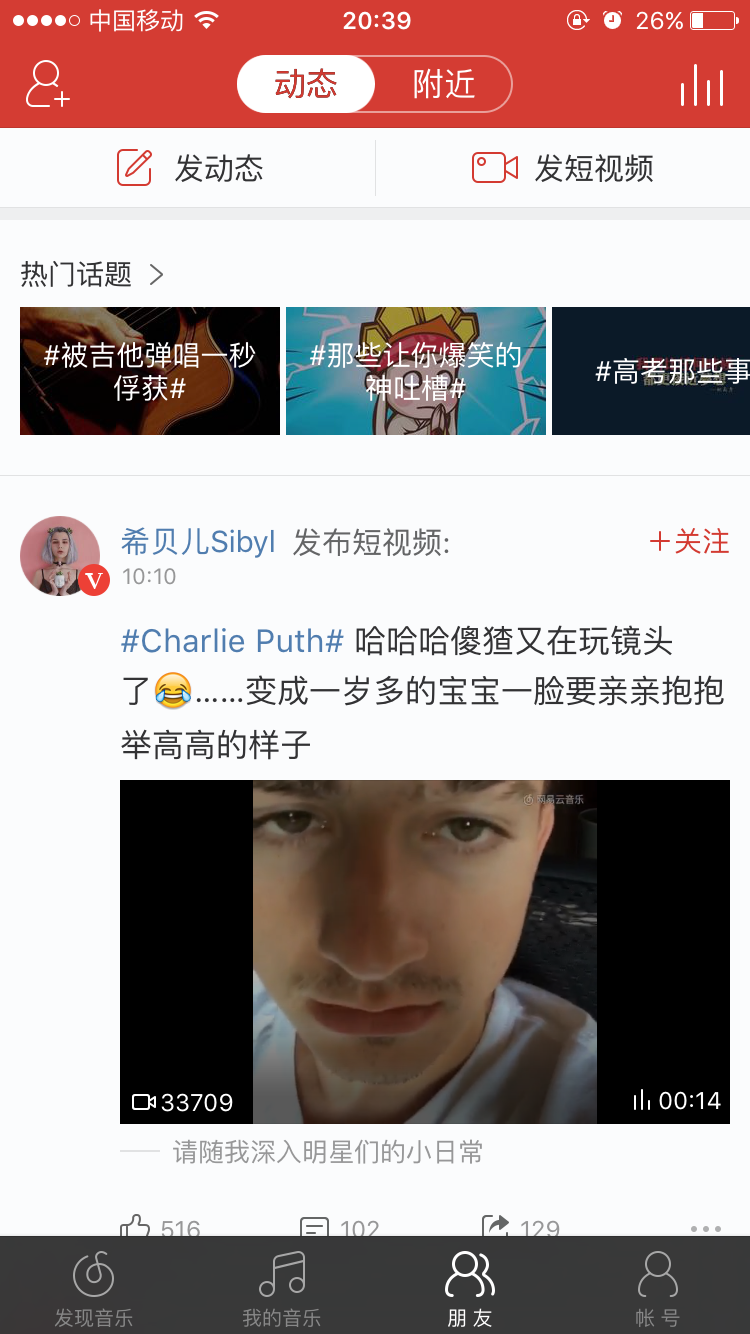 中国移动 20:39 26%
动态 附近
发动态 发短视频
热门话题
#被吉他弹唱一秒
俘获#
#那些让你爆笑的
神吐槽#
#高考那些事
希贝儿Sibyl 发布短视频: +关注
10:10
#Charlie Puth# 哈哈哈傻猹又在玩镜头
了😂……变成一岁多的宝宝一脸要亲亲抱抱
举高高的样子
网易云音乐
33709 00:14
请随我深入明星们的小日常
516 102 129
发现音乐 我的音乐 朋友 帐号